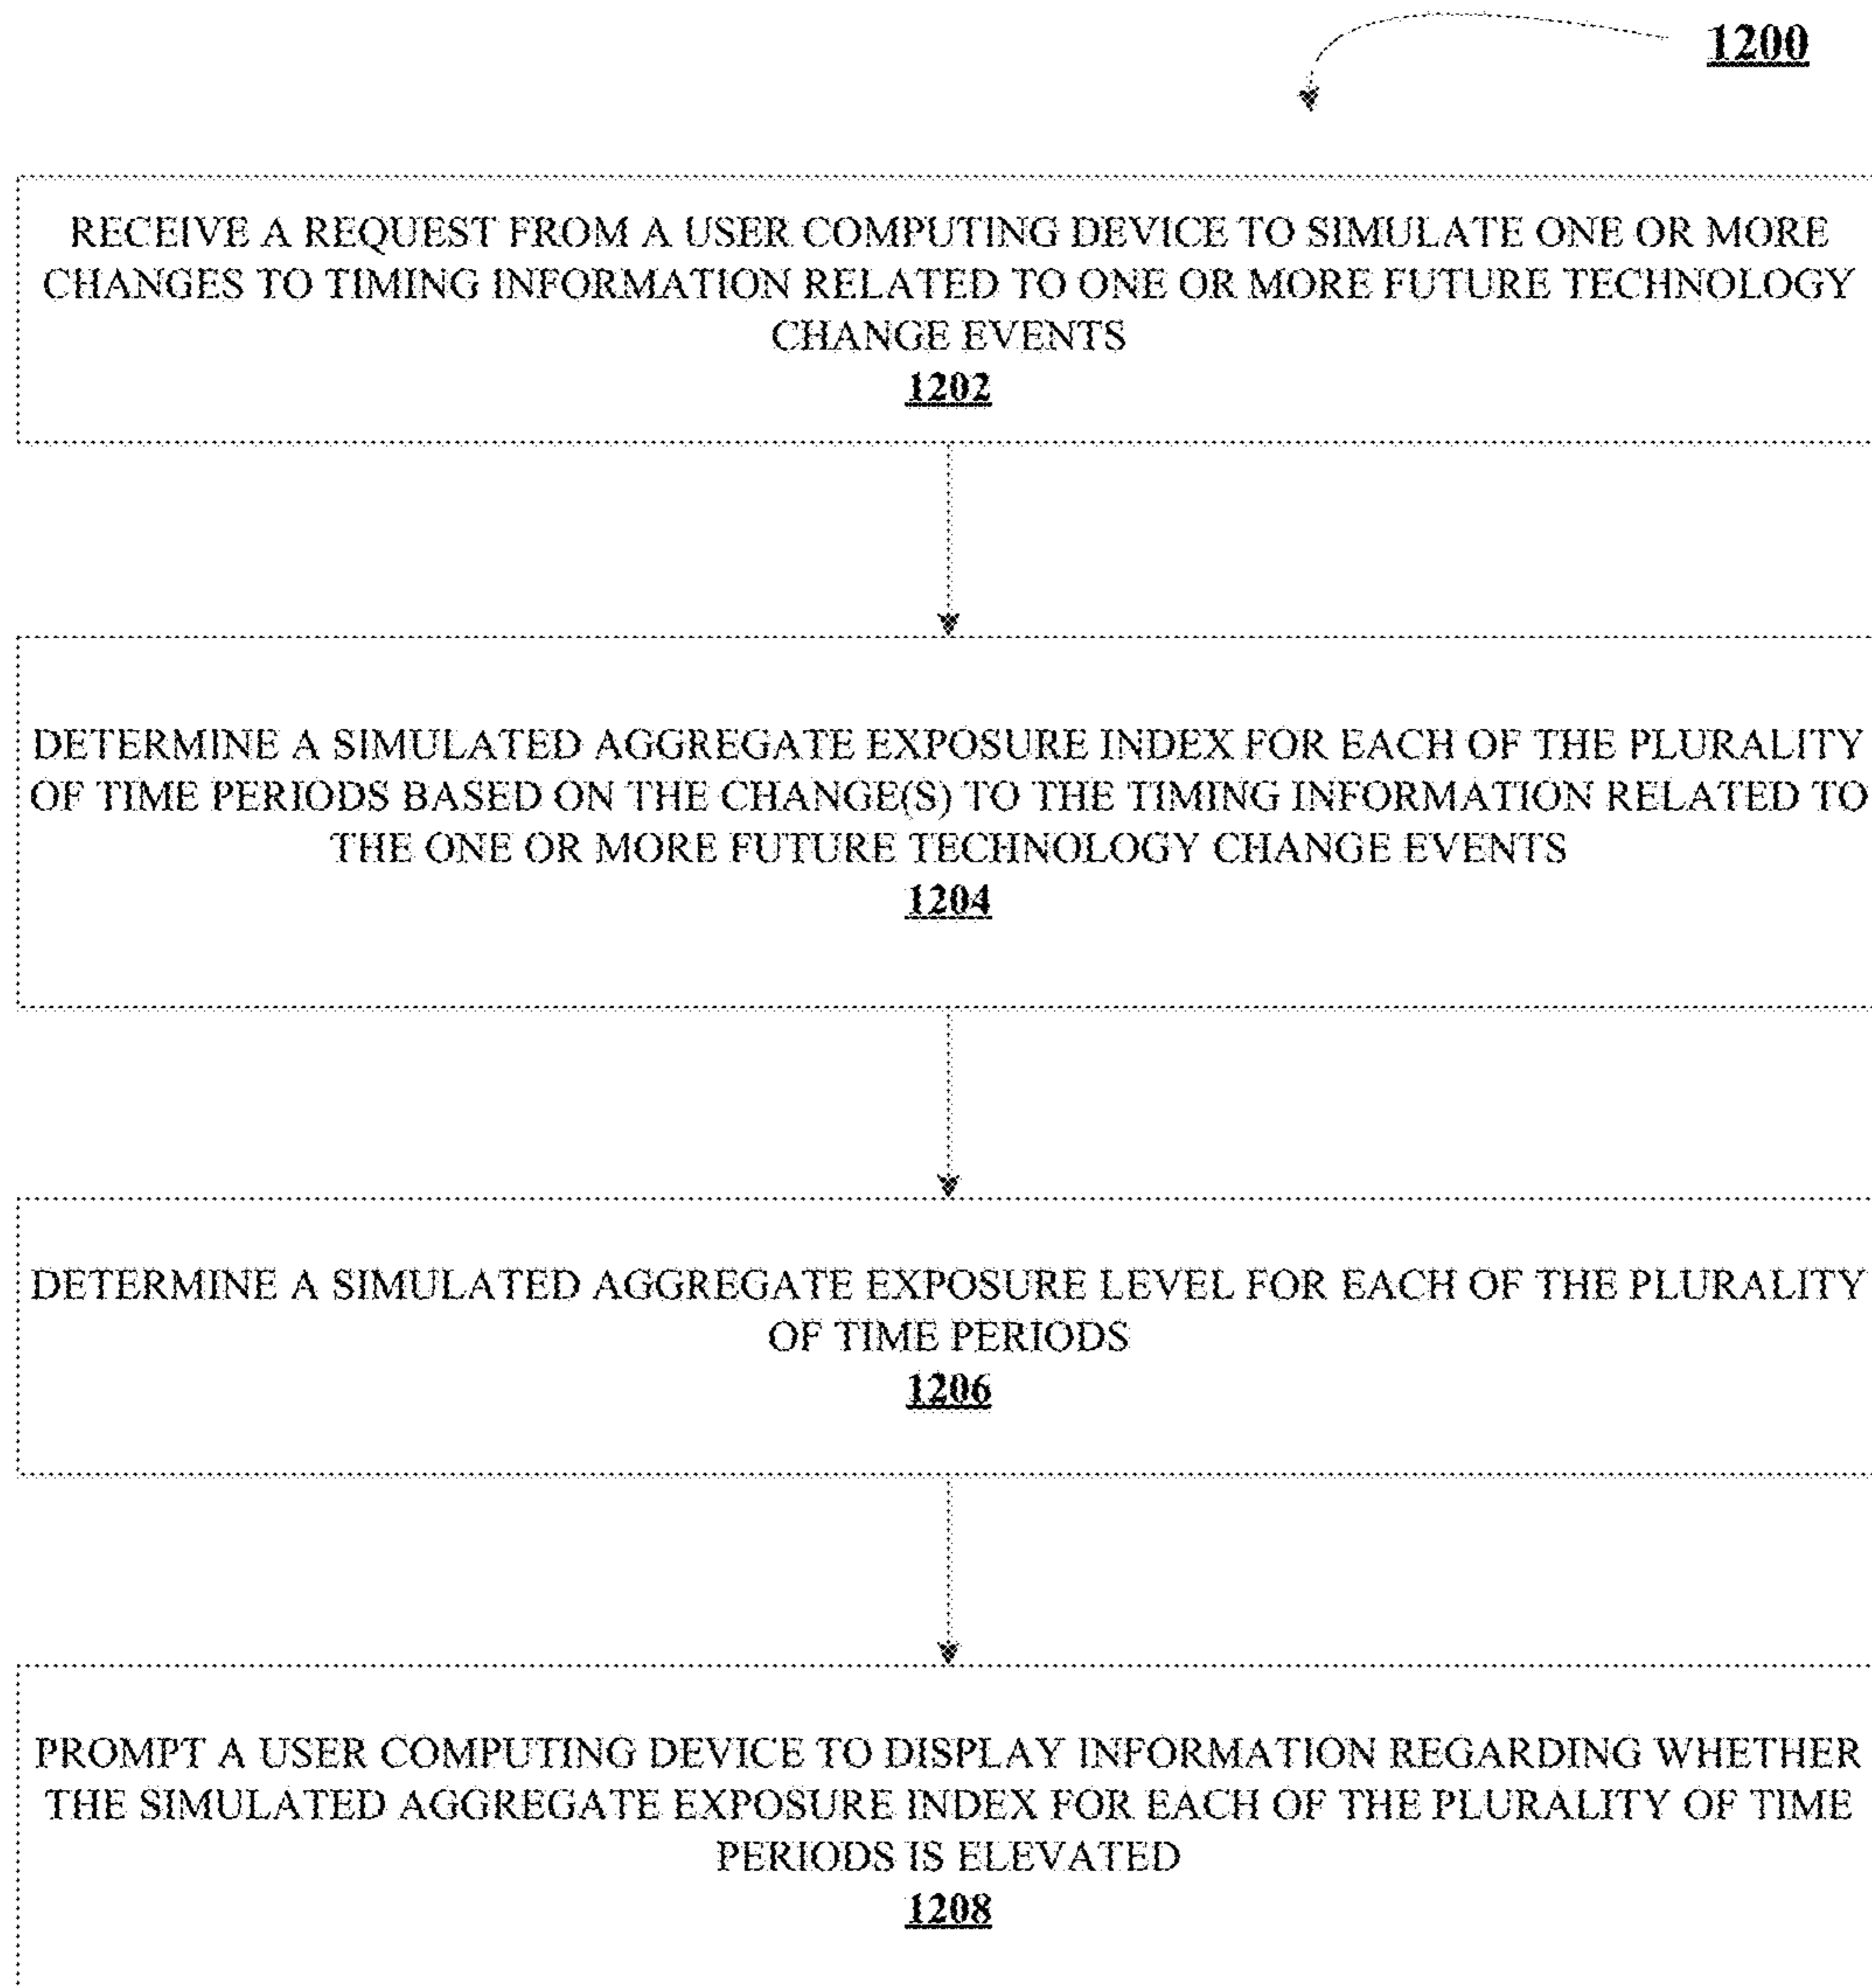 1200
RECEIVE A REQUEST FROM A USER COMPUTING DEVICE TO SIMULATE ONE OR MORE
CHANGES TO TIMING INFORMATION RELATED TO ONE OR MORE FUTURE TECHNOLOGY
CHANGE EVENTS
1202
DETERMINE A SIMULATED AGGREGATE EXPOSURE INDEX FOR EACH OF THE PLURALITY
OF TIME PERIODS BASED ON THE CHANGE(S) TO THE TIMING INFORMATION RELATED TO
THE ONE OR MORE FUTURE TECHNOLOGY CHANGE EVENTS
1204
DETERMINE A SIMULATED AGGREGATE EXPOSURE LEVEL FOR EACH OF THE PLURALITY
OF TIME PERIODS
1206
PROMPT A USER COMPUTING DEVICE TO DISPLAY INFORMATION REGARDING WHETHER
THE SIMULATED AGGREGATE EXPOSURE INDEX FOR EACH OF THE PLURALITY OF TIME
PERIODS IS ELEVATED
1208